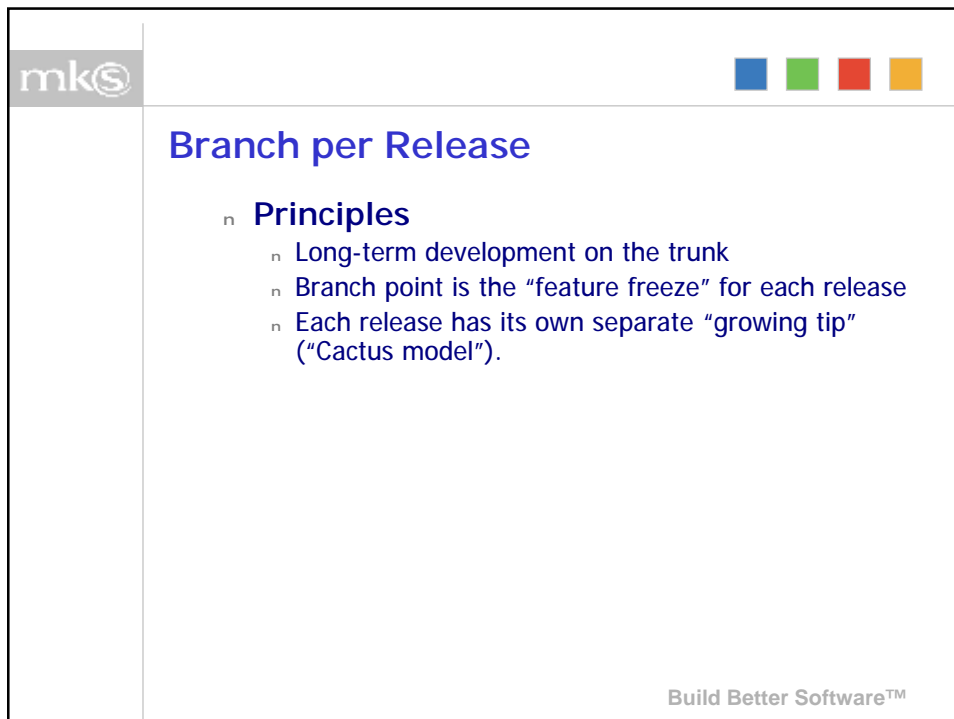 mks
Branch per Release
n Principles
n Long-term development on the trunk
n Branch point is the “feature freeze” for each release
n Each release has its own separate “growing tip”
(“Cactus model”).
Build Better Software™